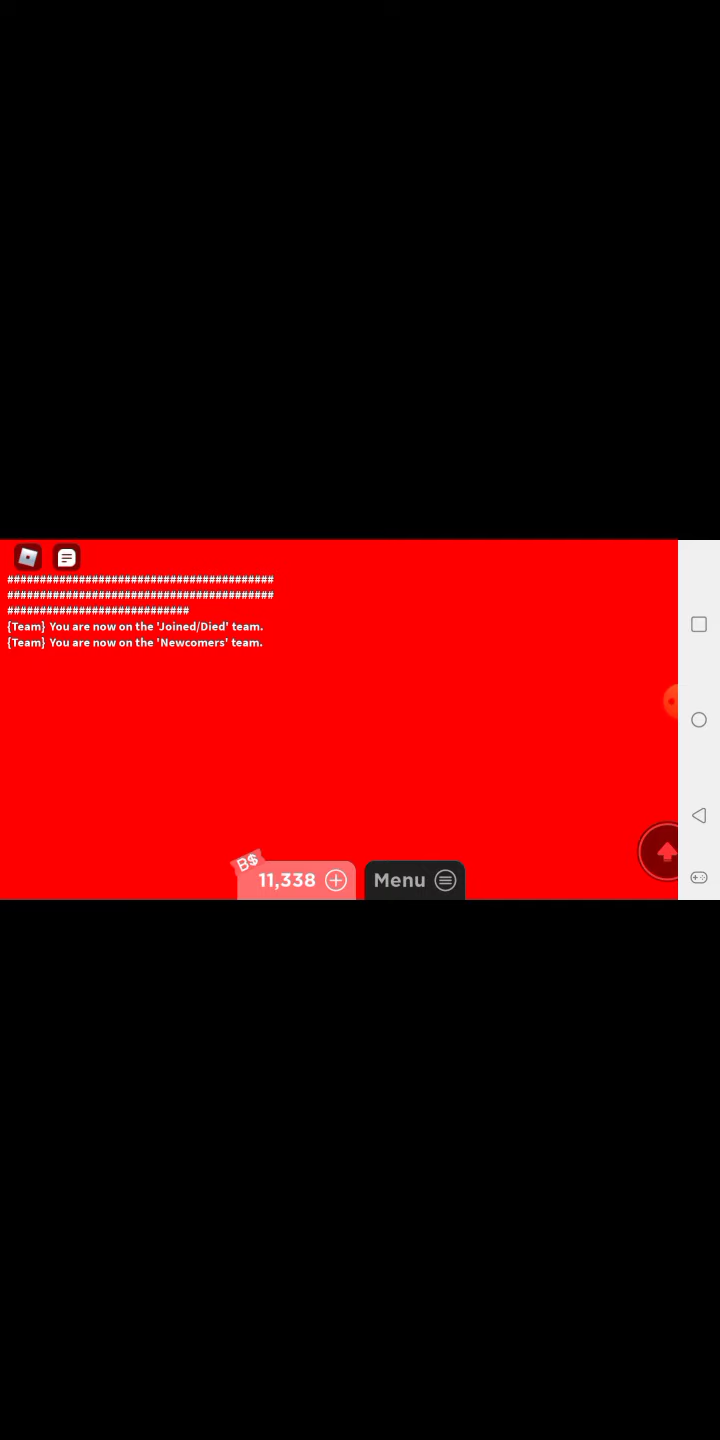 #########################################
#########################################
############################
{Team} You are now on the 'Joined/Died' team.
{Team} You are now on the 'Newcomers' team.
B$
11,338
Menu